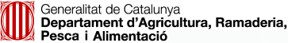 Generalitat de Catalunya
Departament d'Agricultura, Ramaderia,
Pesca i Alimentació